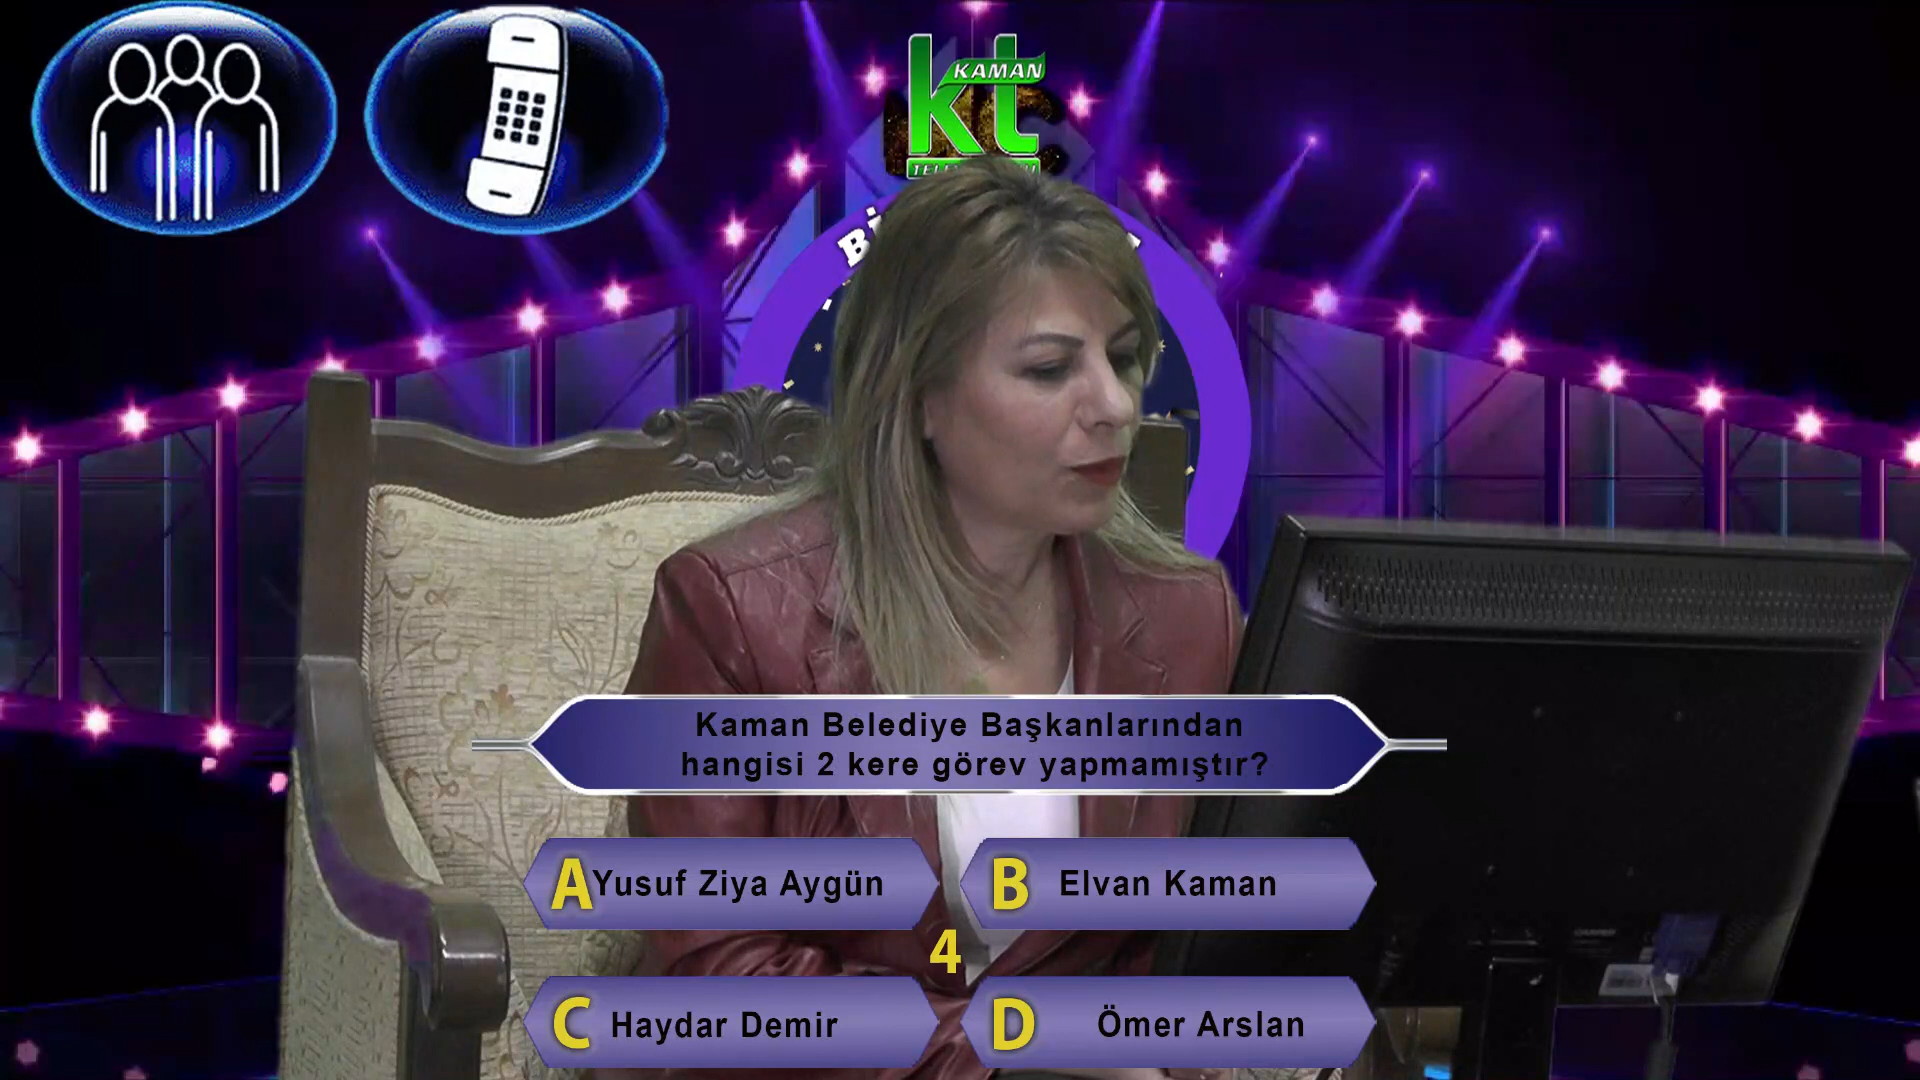 KAMAN
kt
Kaman Belediye Başkanlarından
hangisi 2 kere görev yapmamıştır?
A Yusuf Ziya Aygün
B Elvan Kaman
4
C Haydar Demir
D Ömer Arslan